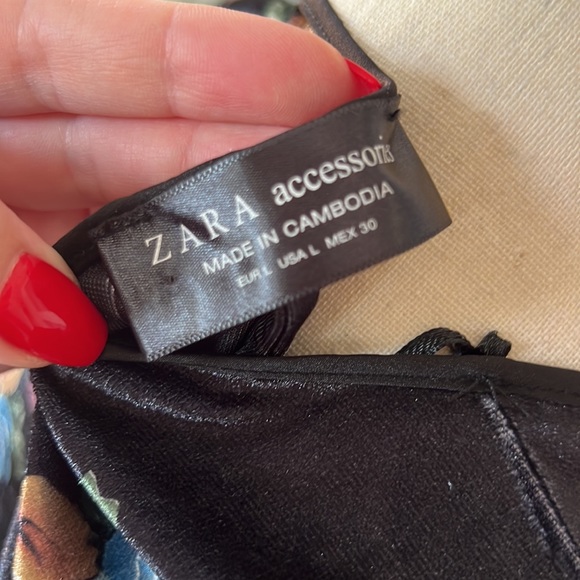 ZARA accessories
MADE IN CAMBODIA
EUR L USA L MEX 30